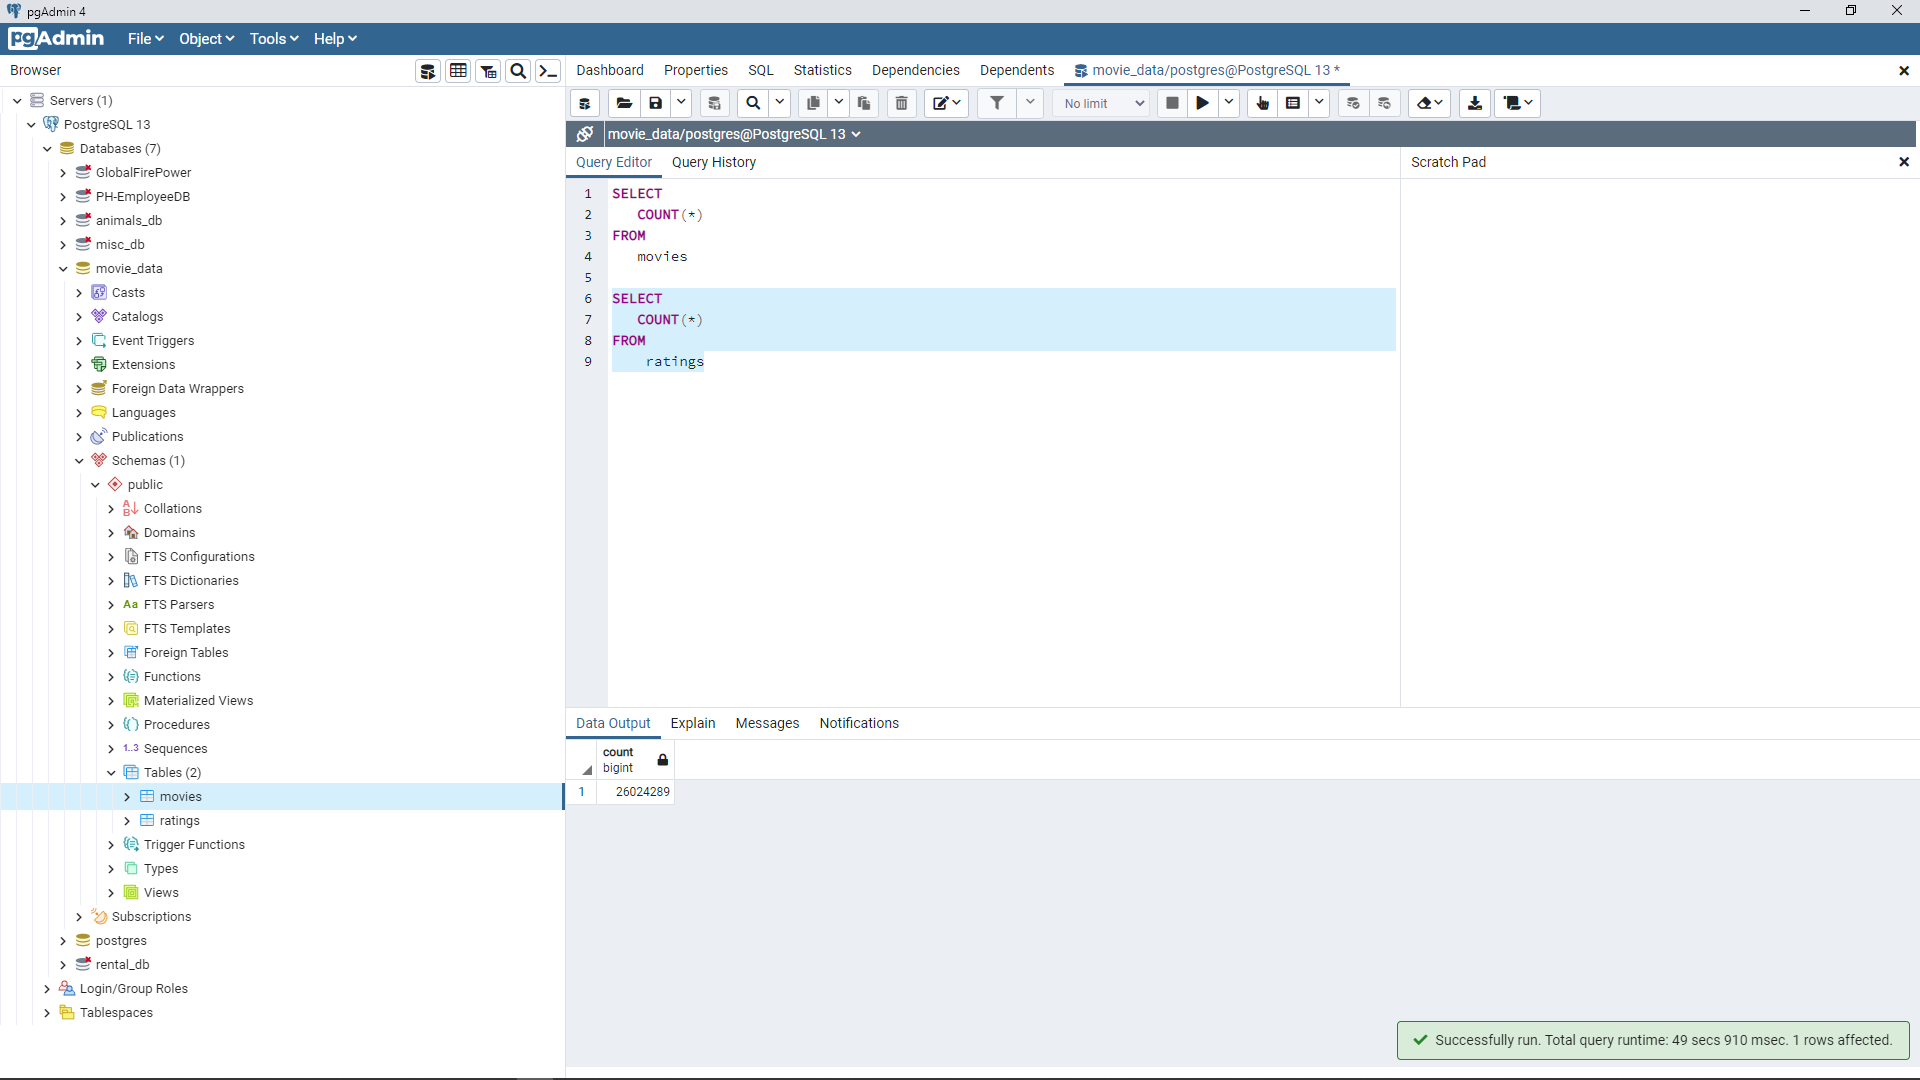 pgAdmin 4
pgAdmin File Object Tools Help
Browser
Servers (1)
PostgreSQL 13
Databases (7)
GlobalFirePower
PH-EmployeeDB
animals_db
misc_db
movie_data
Casts
Catalogs
Event Triggers
Extensions
Foreign Data Wrappers
Languages
Publications
Schemas (1)
public
Collations
Domains
FTS Configurations
FTS Dictionaries
Aa FTS Parsers
FTS Templates
Foreign Tables
Functions
Materialized Views
Procedures
1..3 Sequences
Tables (2)
movies
ratings
Trigger Functions
Types
Views
Subscriptions
postgres
rental_db
Login/Group Roles
Tablespaces
Dashboard Properties SQL Statistics Dependencies Dependents movie_data/postgres@PostgreSQL 13 *
No limit
movie_data/postgres@PostgreSQL 13
Query Editor Query History
1 SELECT
2 COUNT(*)
3 FROM
4 movies
5
6 SELECT
7 COUNT(*)
8 FROM
9 ratings
Scratch Pad
Data Output Explain Messages Notifications
count
bigint
1 26024289
Successfully run. Total query runtime: 49 secs 910 msec. 1 rows affected.